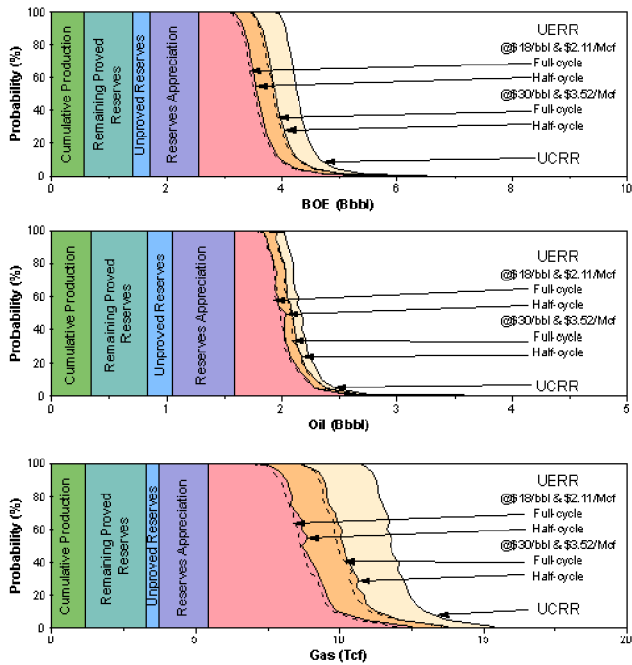 Probability (%)
100
80
60
40
20
0
Cumulative Production
Remaining Proved
Reserves
Unproved Reserves
Reserves Appreciation
UERR
@$18/bbl & $2.11/Mcf
Full-cycle
Half-cycle
@$30/bbl & $3.52/Mcf
Full-cycle
Half-cycle
UCRR
0 2 4 6 8 10
BOE (Bbbl)
Probability (%)
100
80
60
40
20
0
Cumulative Production
Remaining Proved
Reserves
Unproved Reserves
Reserves Appreciation
UERR
@$18/bbl & $2.11/Mcf
Full-cycle
Half-cycle
@$30/bbl & $3.52/Mcf
Full-cycle
Half-cycle
UCRR
0 1 2 3 4 5
Oil (Bbbl)
Probability (%)
100
80
60
40
20
0
Cumulative Production
Remaining Proved
Reserves
Unproved Reserves
Reserves Appreciation
UERR
@$18/bbl & $2.11/Mcf
Full-cycle
Half-cycle
@$30/bbl & $3.52/Mcf
Full-cycle
Half-cycle
UCRR
0 5 10 15 20
Gas (Tcf)